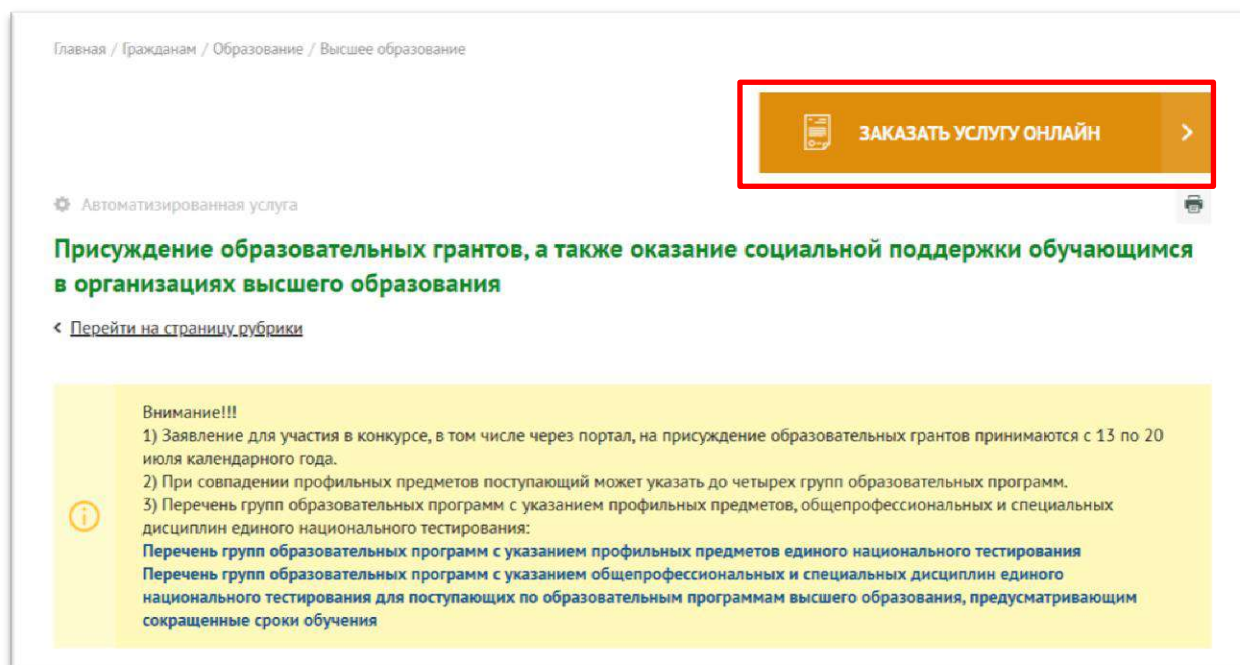 Главная / Гражданам / Образование / Высшее образование
ЗАКАЗАТЬ УСЛУГУ ОНЛАЙН
Автоматизированная услуга
Присуждение образовательных грантов, а также оказание социальной поддержки обучающимся
в организациях высшего образования
Перейти на страницу рубрики
Внимание!!!
1) Заявление для участия в конкурсе, в том числе через портал, на присуждение образовательных грантов принимаются с 13 по 20
июля календарного года.
2) При совпадении профильных предметов поступающий может указать до четырех групп образовательных программ.
3) Перечень групп образовательных программ с указанием профильных предметов, общепрофессиональных и специальных
дисциплин единого национального тестирования:
Перечень групп образовательных программ с указанием профильных предметов единого национального тестирования
Перечень групп образовательных программ с указанием общепрофессиональных и специальных дисциплин единого
национального тестирования для поступающих по образовательным программам высшего образования, предусматривающим
сокращенные сроки обучения